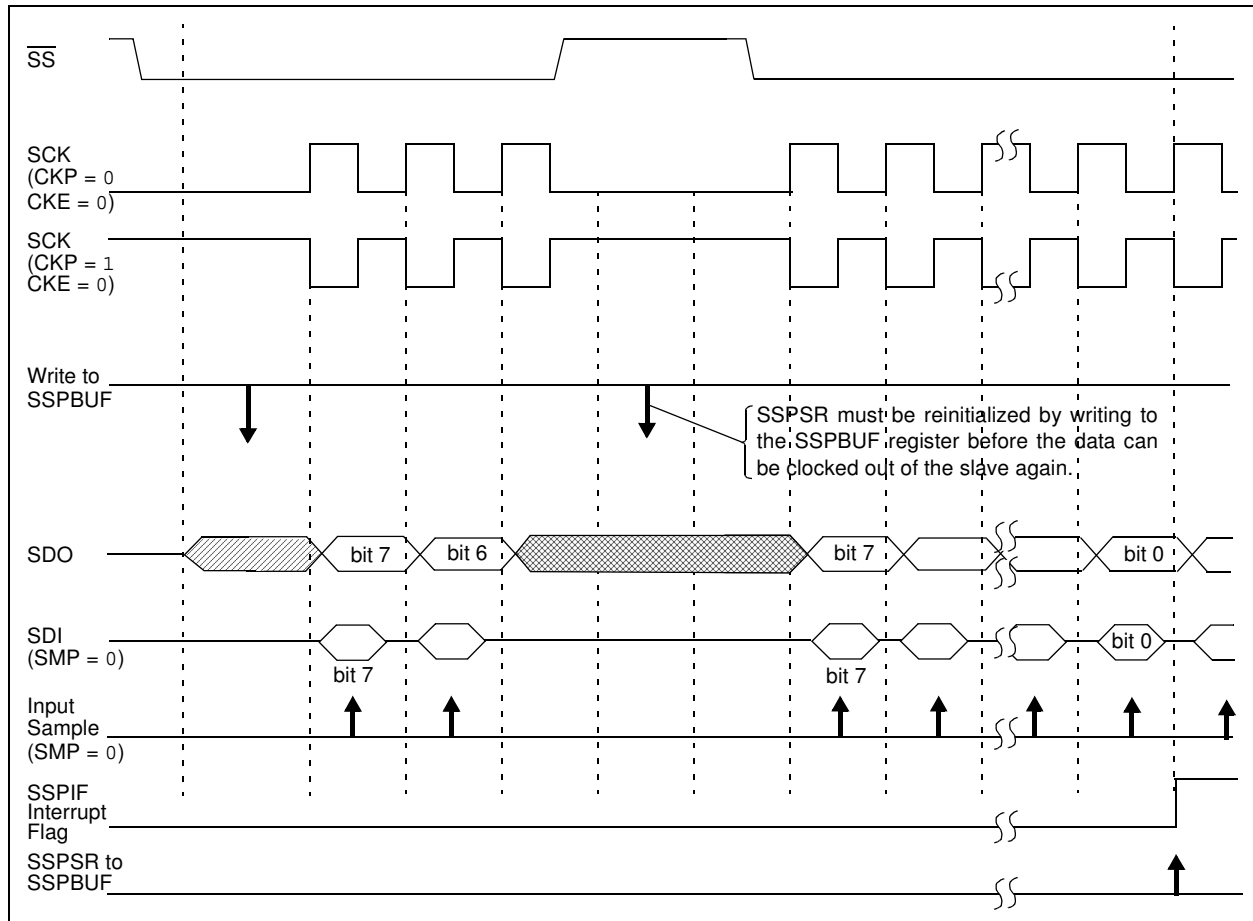 SS
SCK
(CKP = 0
CKE = 0)
SCK
(CKP = 1
CKE = 0)
Write to
SSPBUF
SSPSR must be reinitialized by writing to
the SSPBUF register before the data can
be clocked out of the slave again.
SDO
bit 7
bit 6
bit 7
bit 0
SDI
(SMP = 0)
bit 7
bit 7
bit 0
Input
Sample
(SMP = 0)
SSPIF
Interrupt
Flag
SSPSR to
SSPBUF